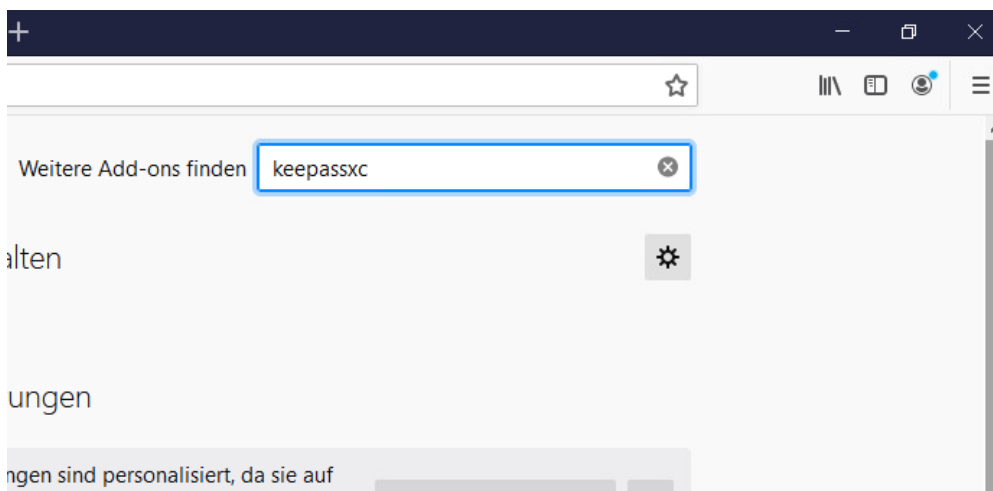 Weitere Add-ons finden keepassxc
alten
ungen
ngen sind personalisiert, da sie auf